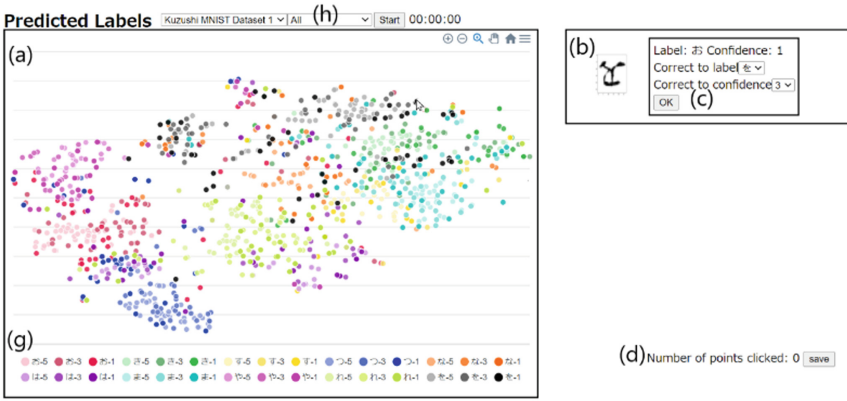 Predicted Labels Kuzushi MNIST Dataset 1 All (h) Start 00:00:00
(a)
(b)
Label: お Confidence: 1
Correct to label を
Correct to confidence 3
OK (c)
(g)
お-5 お-3 お-1 き-5 き-3 き-1 す-5 す-3 す-1 つ-5 つ-3 つ-1 な-5 な-3 な-1
は-5 は-3 は-1 ま-5 ま-3 ま-1 や-5 や-3 や-1 れ-5 れ-3 れ-1 を-5 を-3 を-1
(d) Number of points clicked: 0 save